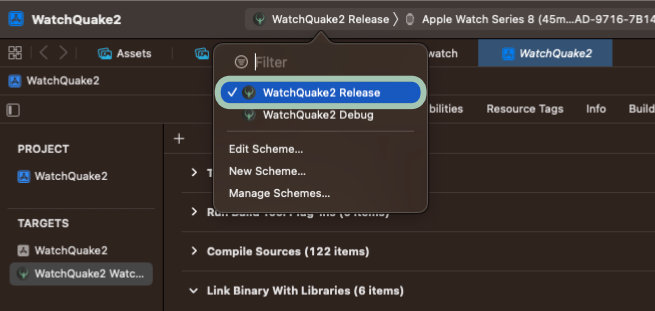 WatchQuake2
WatchQuake2 Release
Apple Watch Series 8 (45m...AD-9716-7B14
Assets
watch
WatchQuake2
WatchQuake2
Filter
WatchQuake2 Release
WatchQuake2 Debug
Edit Scheme...
New Scheme...
Manage Schemes...
bilities
Resource Tags
Info
Build
PROJECT
WatchQuake2
TARGETS
WatchQuake2
WatchQuake2 Watc...
Compile Sources (122 items)
Link Binary With Libraries (6 items)